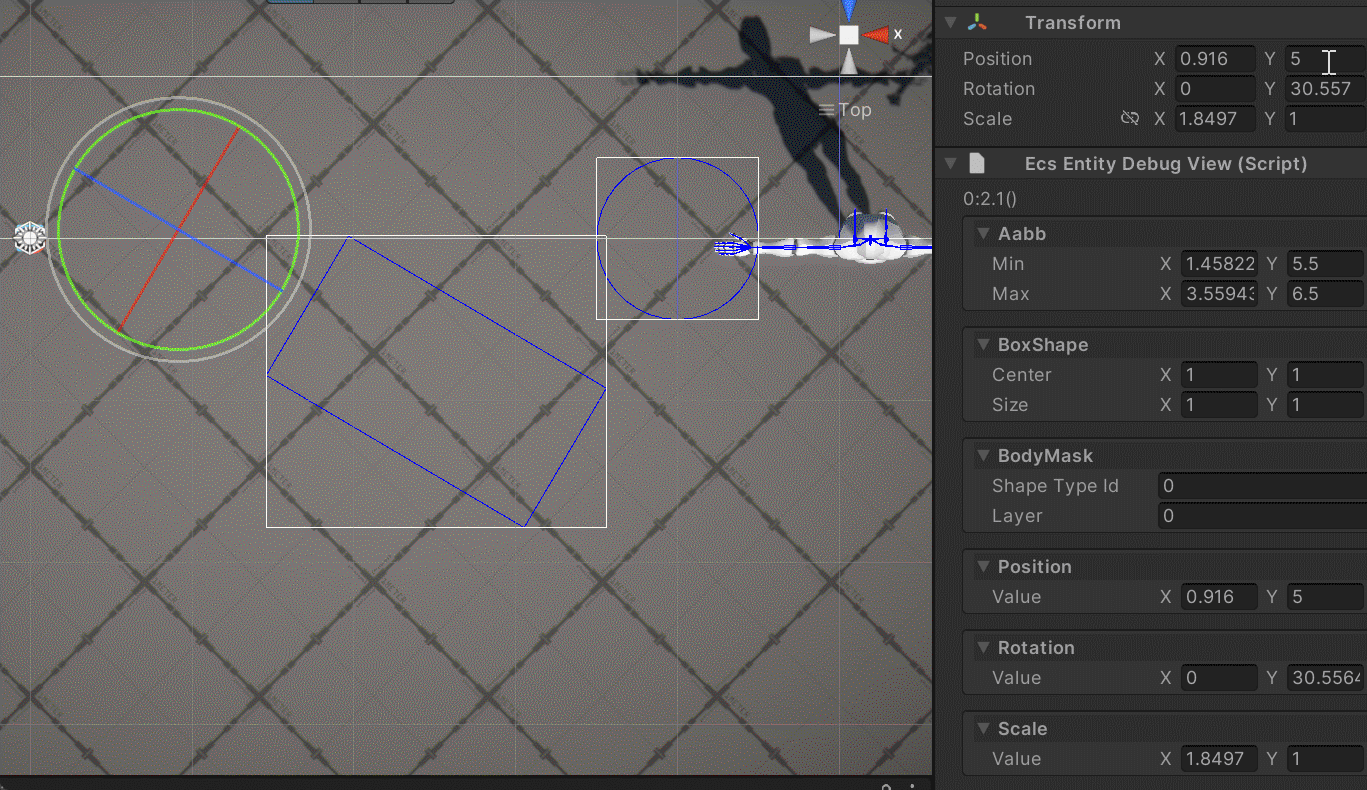 X
Top
Transform
Position X 0.916 Y 5
Rotation X 0 Y 30.557
Scale X 1.8497 Y 1
Ecs Entity Debug View (Script)
0:2.1()
Aabb
Min X 1.45822 Y 5.5
Max X 3.5594 Y 6.5
BoxShape
Center X 1 Y 1
Size X 1 Y 1
BodyMask
Shape Type Id 0
Layer 0
Position
Value X 0.916 Y 5
Rotation
Value X 0 Y 30.556
Scale
Value X 1.8497 Y 1